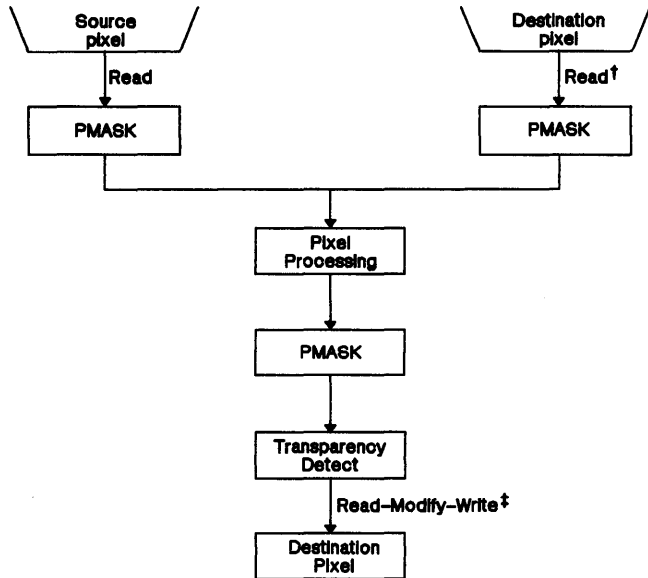 Source
pixel
Destination
pixel
Read
Read†
PMASK
PMASK
Pixel
Processing
PMASK
Transparency
Detect
Read–Modify–Write‡
Destination
Pixel